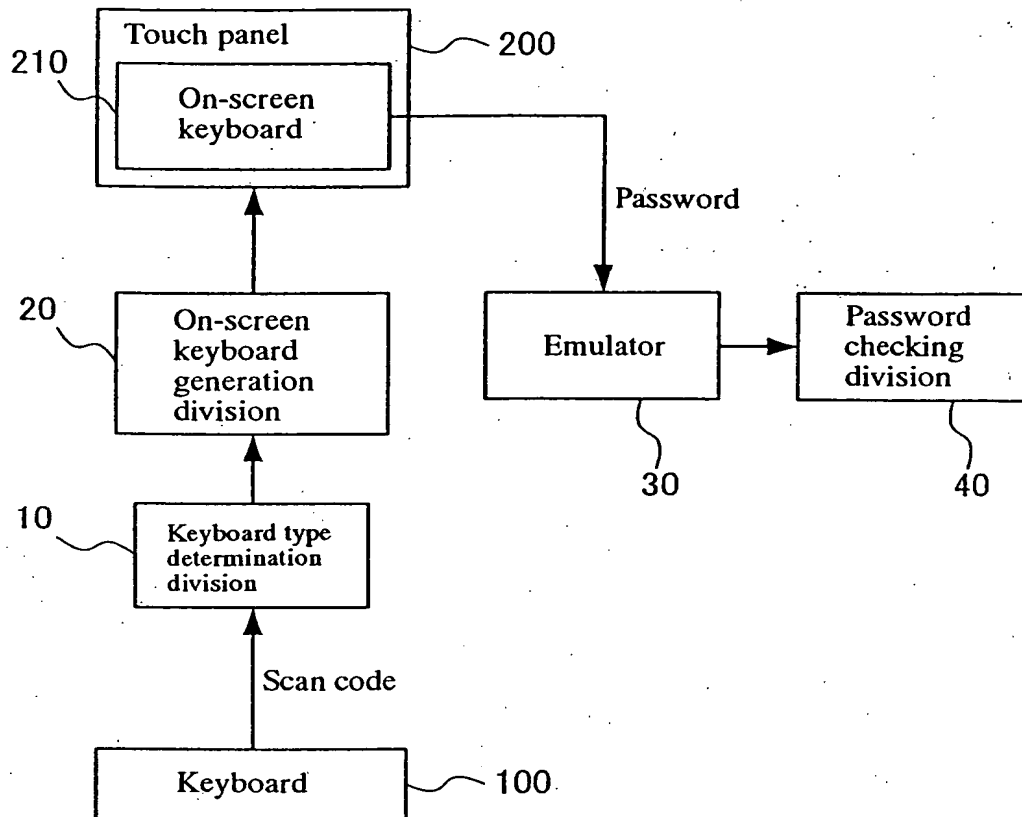 Touch panel
200
210
On-screen
keyboard
Password
20
On-screen
keyboard
generation
division
Emulator
Password
checking
division
30
40
10
Keyboard type
determination
division
Scan code
Keyboard
100